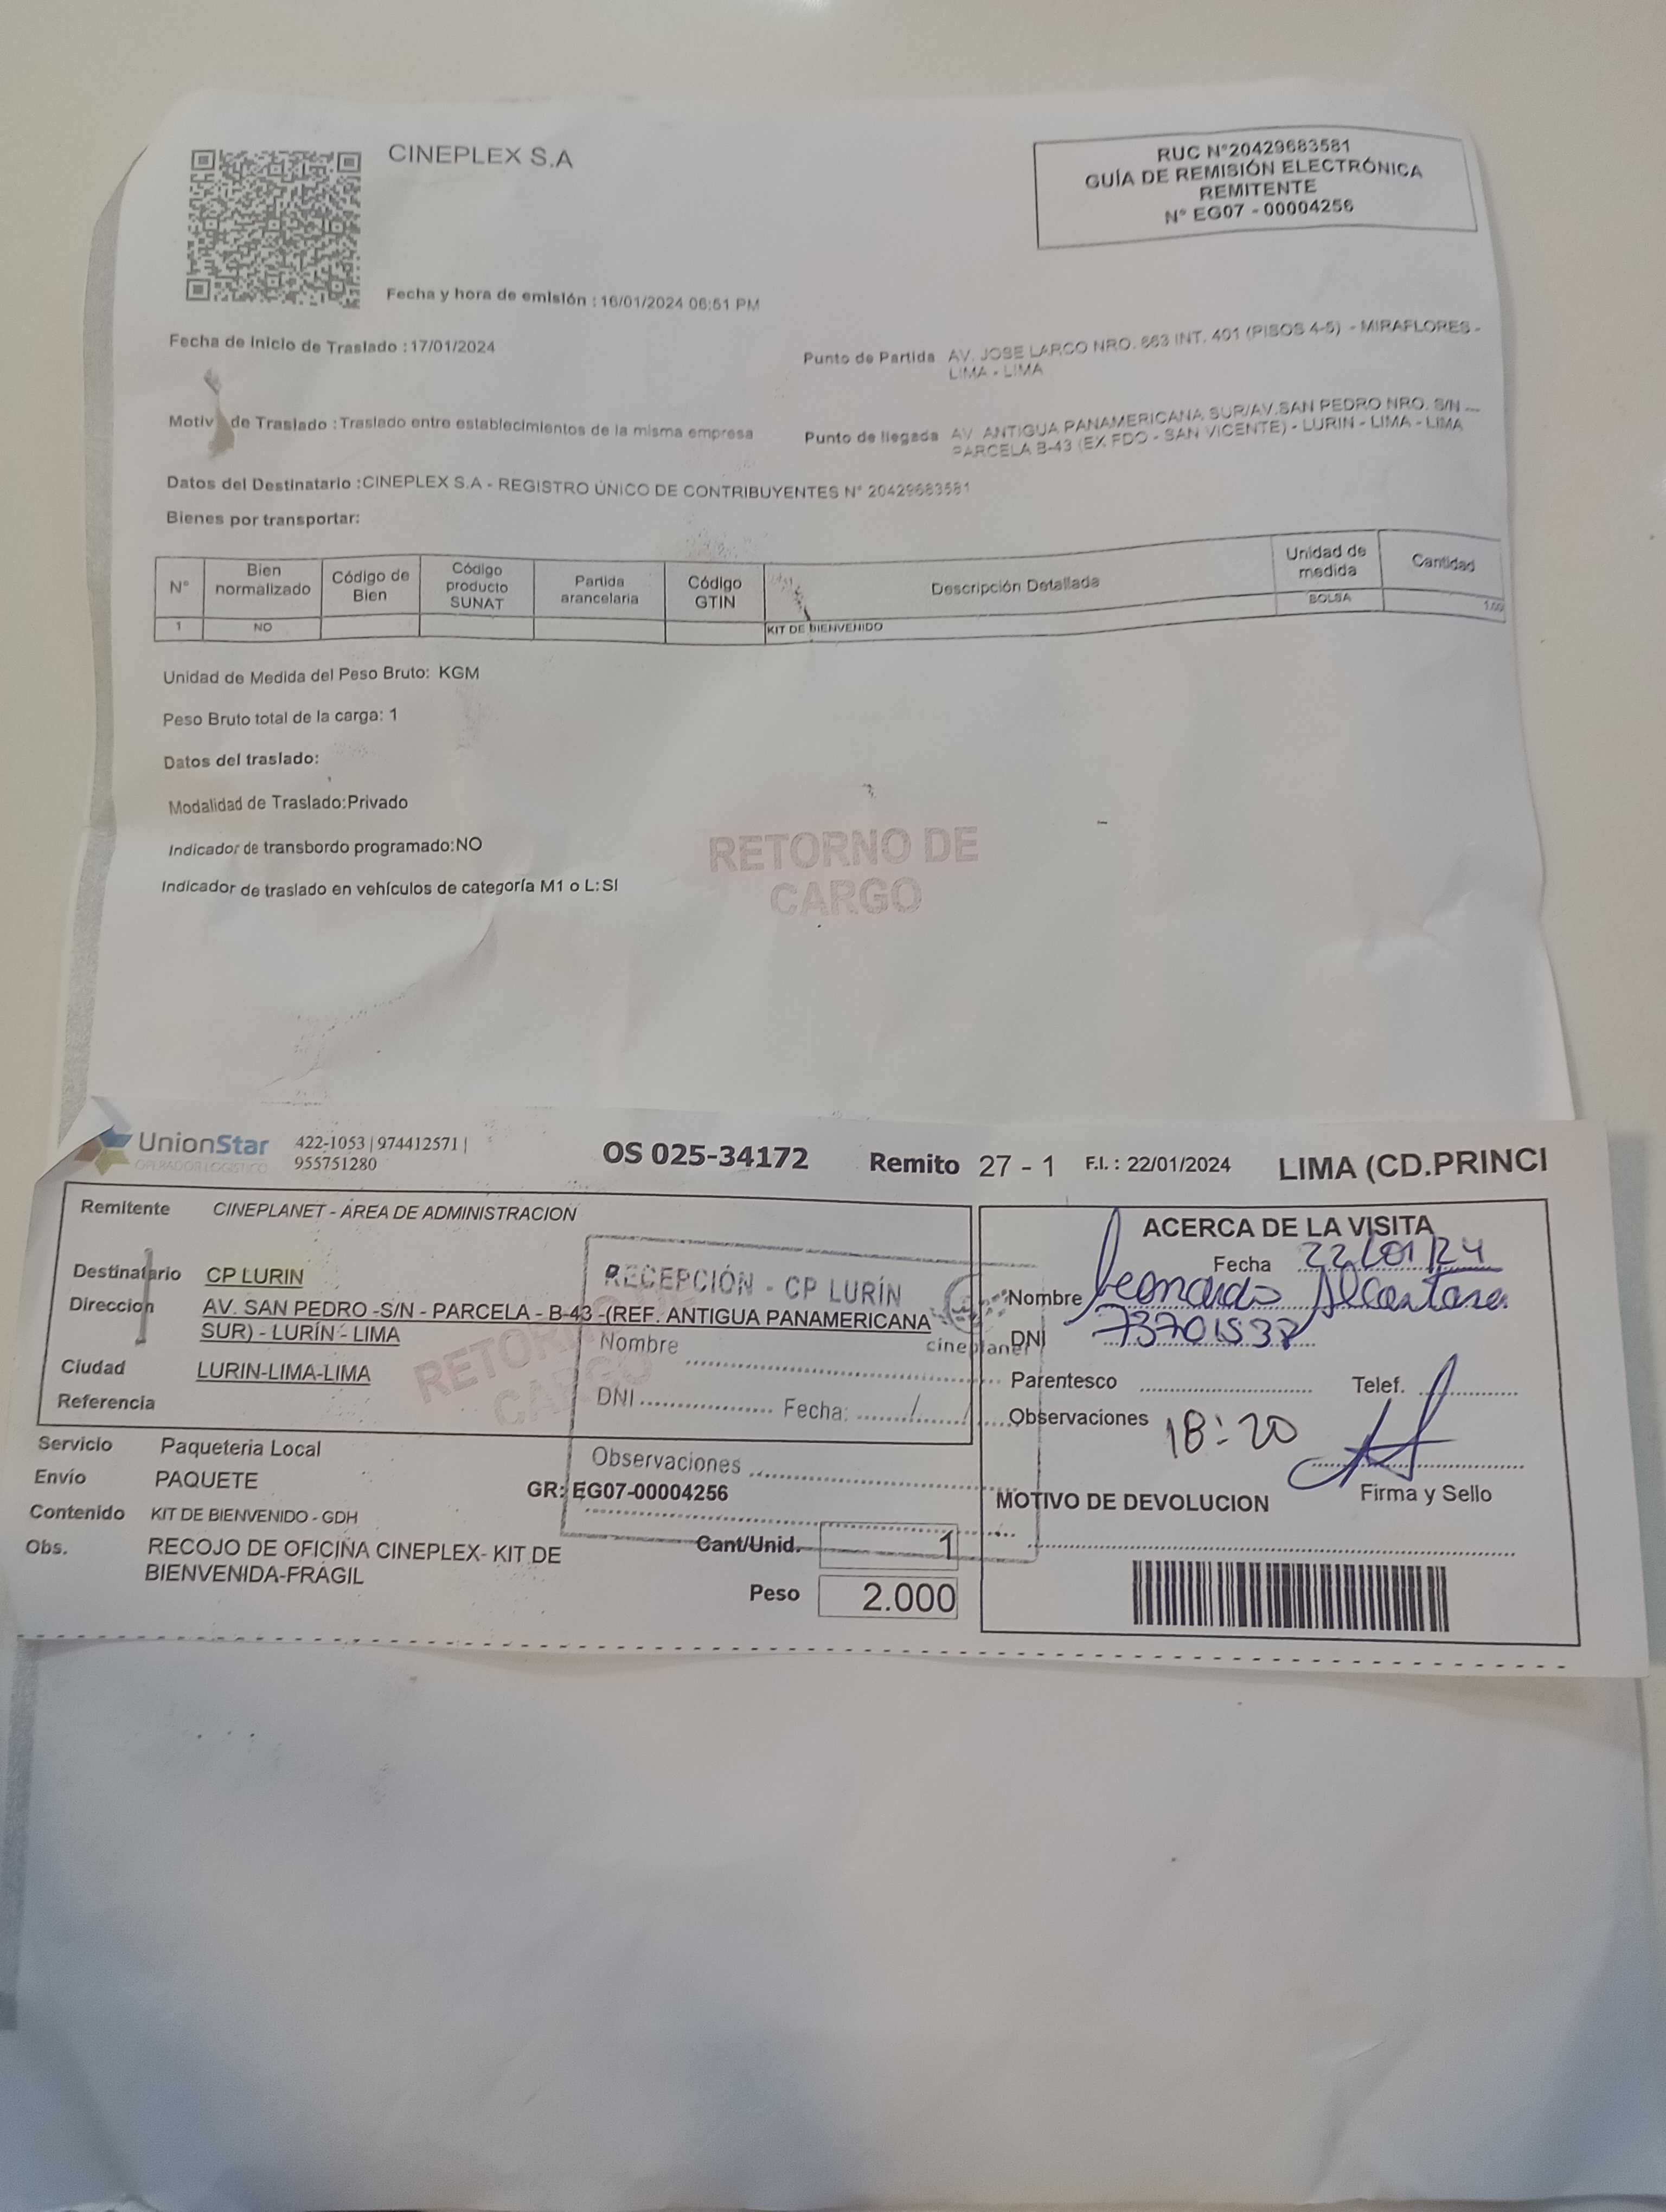 CINEPLEX S.A
RUC N°20429683581
GUÍA DE REMISIÓN ELECTRÓNICA
REMITENTE
N° EG07 - 00004256
Fecha y hora de emisión : 16/01/2024 06:51 PM
Fecha de inicio de Traslado :17/01/2024
Punto de Partida AV. JOSE LARCO NRO. 663 INT. 401 (PISOS 4-5) - MIRAFLORES -
LIMA - LIMA
Motiv de Traslado :Traslado entre establecimientos de la misma empresa
Punto de llegada AV. ANTIGUA PANAMERICANA SUR/AV.SAN PEDRO NRO. S/N ---
PARCELA B-43 (EX FDO - SAN VICENTE) - LURIN - LIMA - LIMA
Datos del Destinatario :CINEPLEX S.A - REGISTRO ÚNICO DE CONTRIBUYENTES N° 20429683581
Bienes por transportar:
N° Bien normalizado Código de Bien Código producto SUNAT Partida arancelaria Código GTIN Descripción Detallada Unidad de medida Cantidad
1 NO KIT DE BIENVENIDO BOLSA 1.00
Unidad de Medida del Peso Bruto: KGM
Peso Bruto total de la carga: 1
Datos del traslado:
Modalidad de Traslado:Privado
Indicador de transbordo programado:NO
Indicador de traslado en vehículos de categoría M1 o L:SI
RETORNO DE
CARGO
UnionStar
OPERADOR LOGÍSTICO
422-1053 | 974412571 |
955751280
OS 025-34172
Remito 27 - 1
F.I. : 22/01/2024
LIMA (CD.PRINCI
Remitente CINEPLANET - ÁREA DE ADMINISTRACION
Destinatario CP LURIN
Direccion AV. SAN PEDRO -S/N - PARCELA - B-43 -(REF. ANTIGUA PANAMERICANA
SUR) - LURÍN - LIMA
Ciudad LURIN-LIMA-LIMA
Referencia
RETORNO DE
CARGO
RECEPCIÓN - CP LURÍN
cineplanet
Nombre
DNI Fecha: / /
Observaciones
Servicio Paqueteria Local
Envío PAQUETE
GR: EG07-00004256
Contenido KIT DE BIENVENIDO - GDH
Obs. RECOJO DE OFICINA CINEPLEX- KIT DE
BIENVENIDA-FRÁGIL
Cant/Unid. 1
Peso 2.000
ACERCA DE LA VISITA
Fecha 22/01/24
Nombre Leonardo Alcantara
DNI 73701538
Parentesco Telef.
Observaciones 18:20
Firma y Sello
MOTIVO DE DEVOLUCION